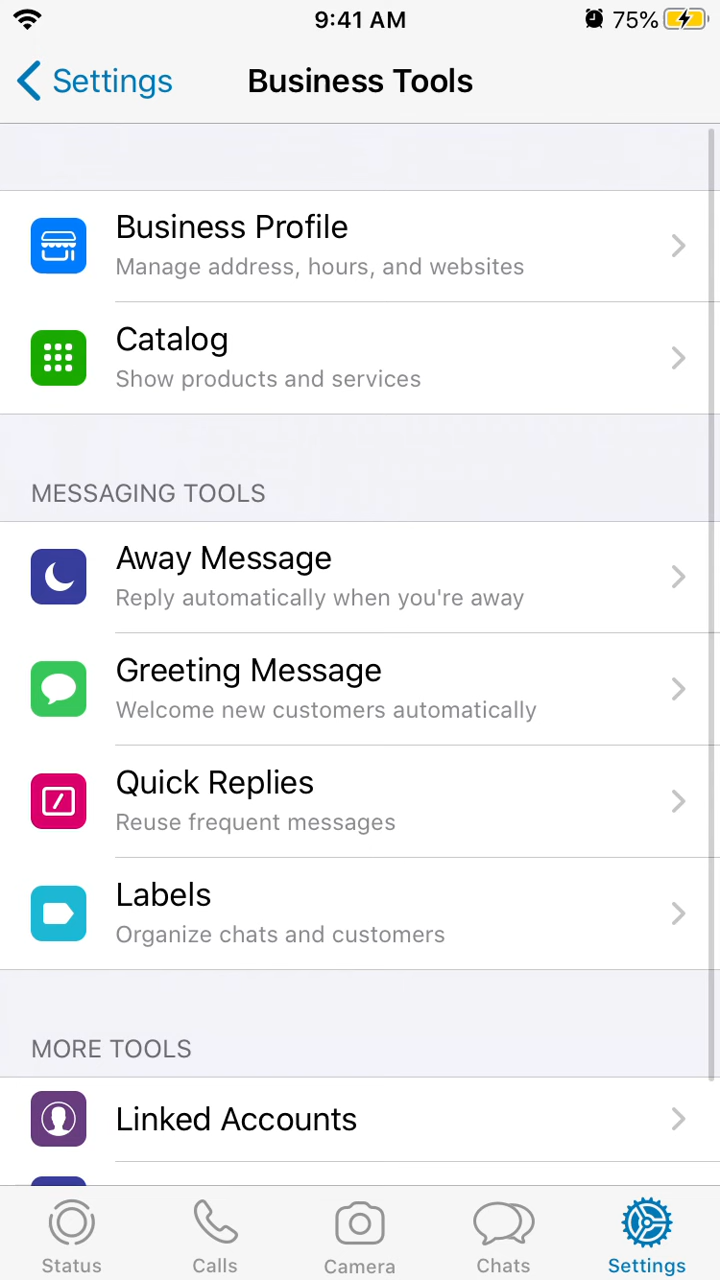 9:41 AM
75%
Settings
Business Tools
Business Profile
Manage address, hours, and websites
Catalog
Show products and services
MESSAGING TOOLS
Away Message
Reply automatically when you're away
Greeting Message
Welcome new customers automatically
Quick Replies
Reuse frequent messages
Labels
Organize chats and customers
MORE TOOLS
Linked Accounts
Status
Calls
Camera
Chats
Settings